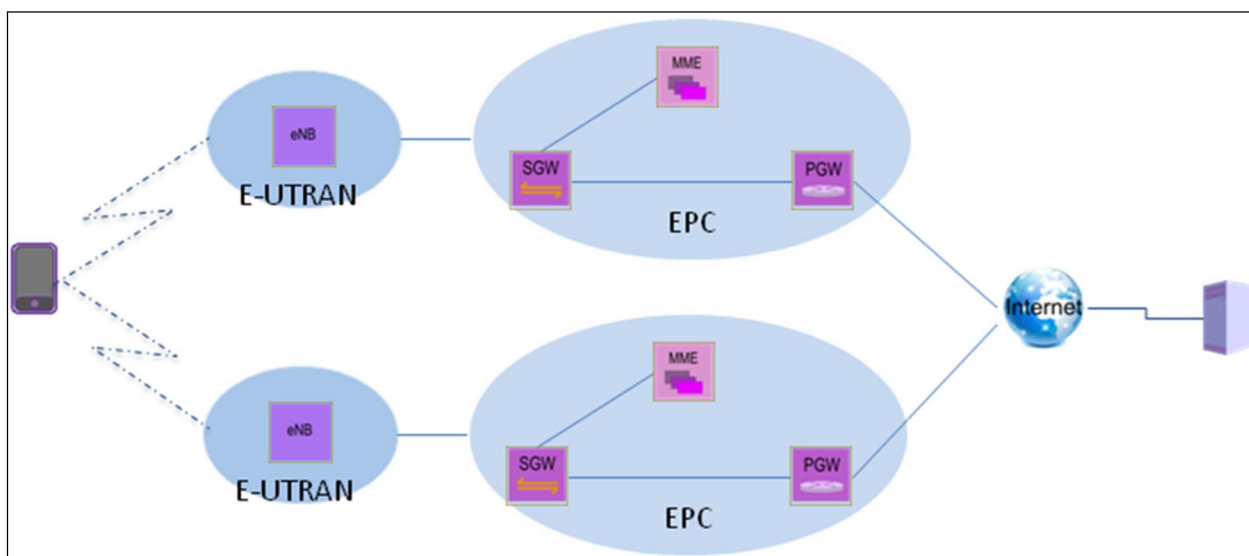 MME
eNB
SGW
PGW
E-UTRAN
EPC
Internet
MME
eNB
SGW
PGW
E-UTRAN
EPC